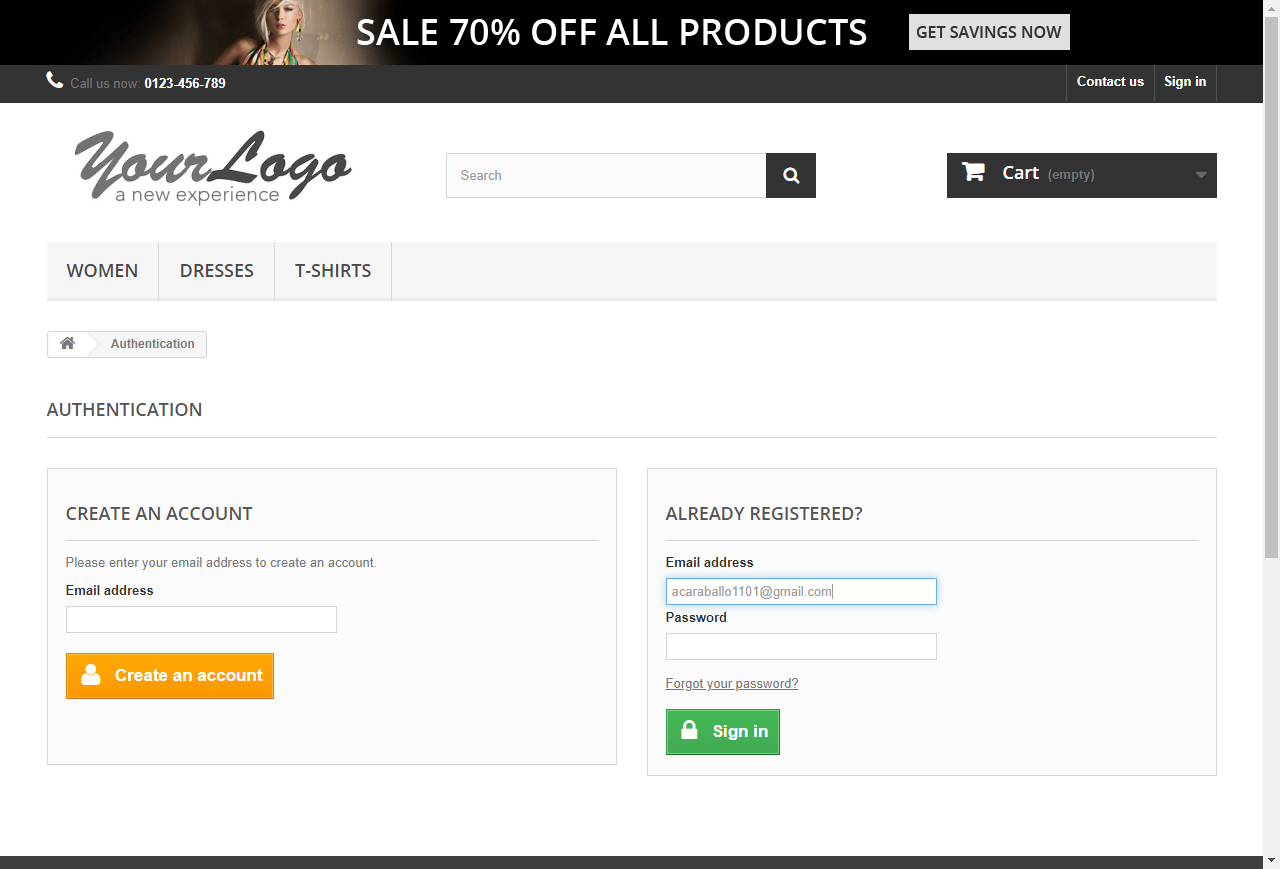 SALE 70% OFF ALL PRODUCTS GET SAVINGS NOW
Call us now: 0123-456-789 Contact us Sign in
YourLogo
a new experience
Search
Cart (empty)
WOMEN DRESSES T-SHIRTS
Authentication
AUTHENTICATION
CREATE AN ACCOUNT
Please enter your email address to create an account.
Email address
Create an account
ALREADY REGISTERED?
Email address
acaraballo1101@gmail.com
Password
Forgot your password?
Sign in